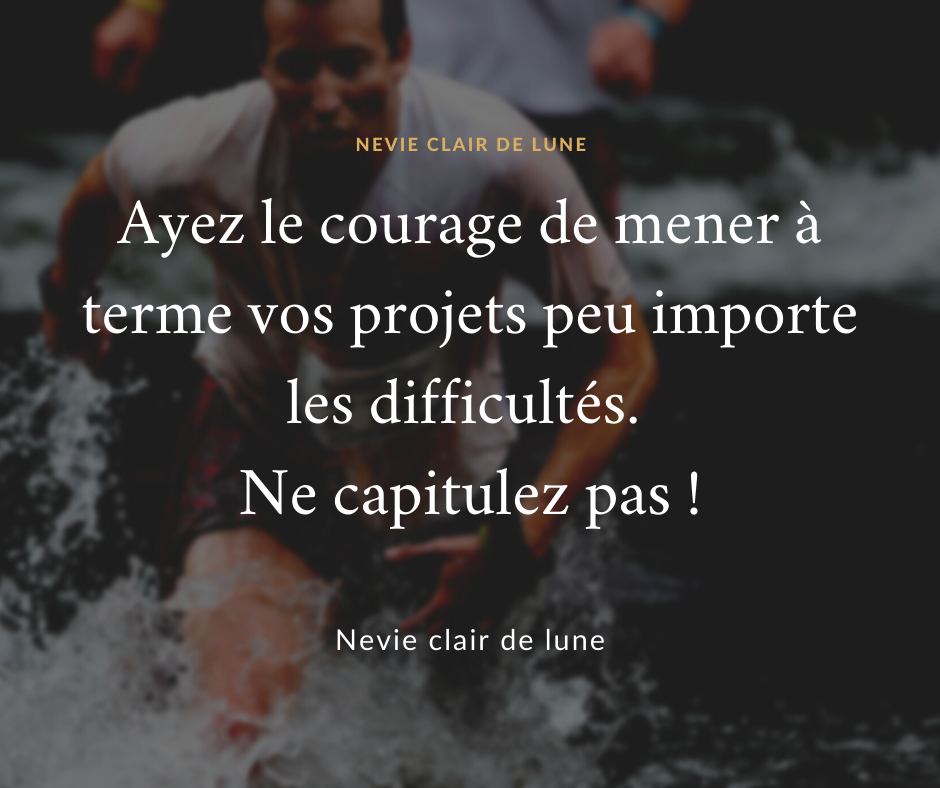 NEVIE CLAIR DE LUNE
Ayez le courage de mener à
terme vos projets peu importe
les difficultés.
Ne capitulez pas !
Nevie clair de lune